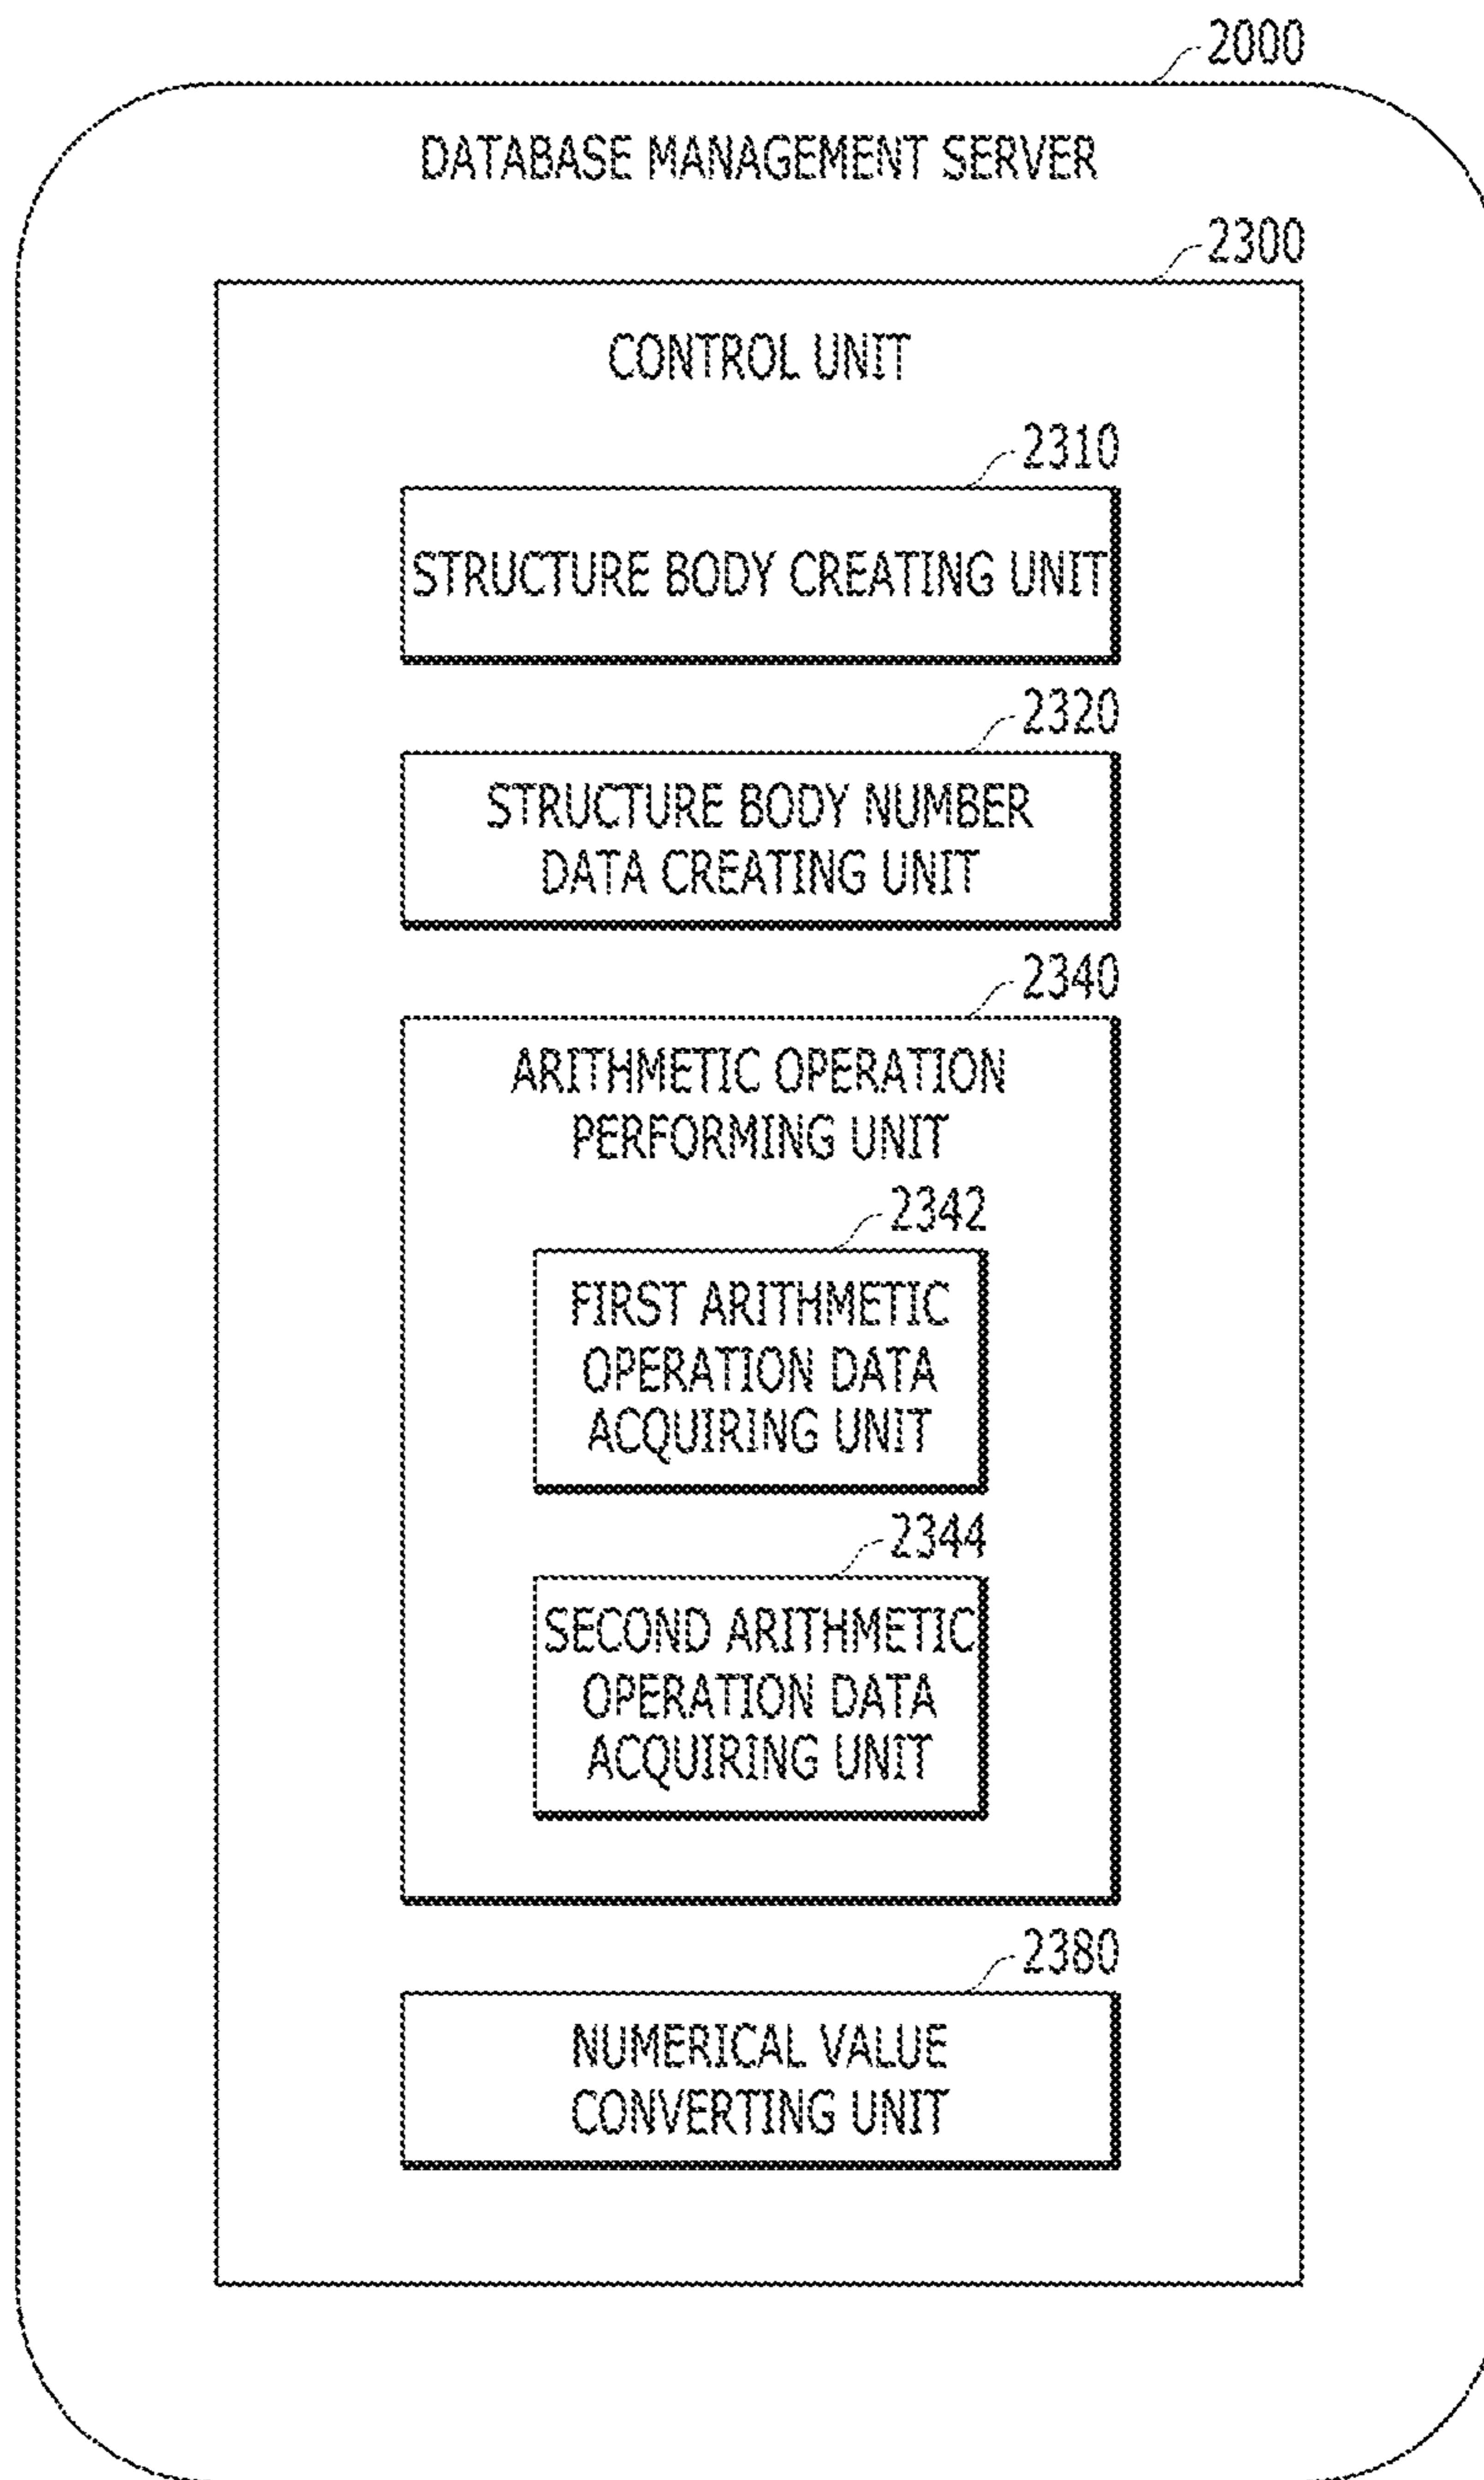 2000
DATABASE MANAGEMENT SERVER
2300
CONTROL UNIT
2310
STRUCTURE BODY CREATING UNIT
2320
STRUCTURE BODY NUMBER
DATA CREATING UNIT
2340
ARITHMETIC OPERATION
PERFORMING UNIT
2342
FIRST ARITHMETIC
OPERATION DATA
ACQUIRING UNIT
2344
SECOND ARITHMETIC
OPERATION DATA
ACQUIRING UNIT
2380
NUMERICAL VALUE
CONVERTING UNIT